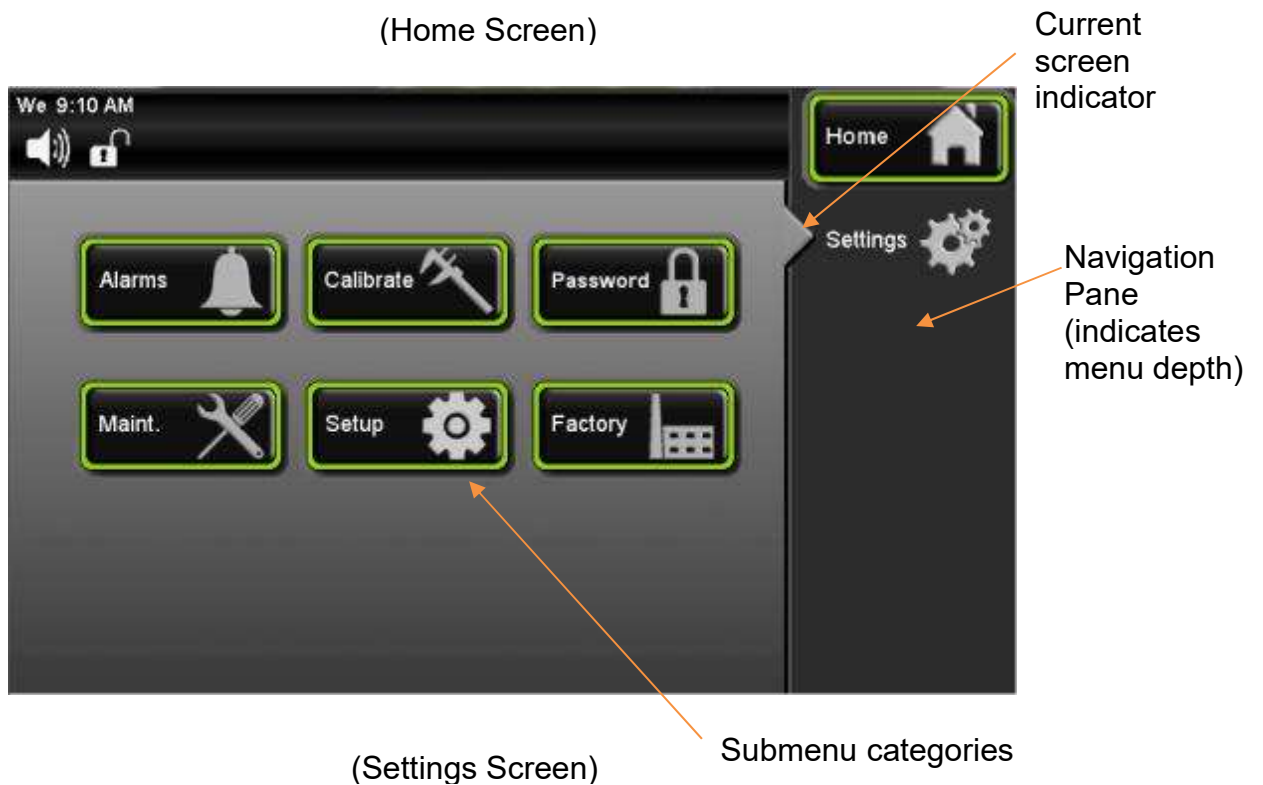 (Home Screen)
Current
screen
indicator
We 9:10 AM
Home
Settings
Alarms
Calibrate
Password
Navigation
Pane
(indicates
menu depth)
Maint.
Setup
Factory
Submenu categories
(Settings Screen)